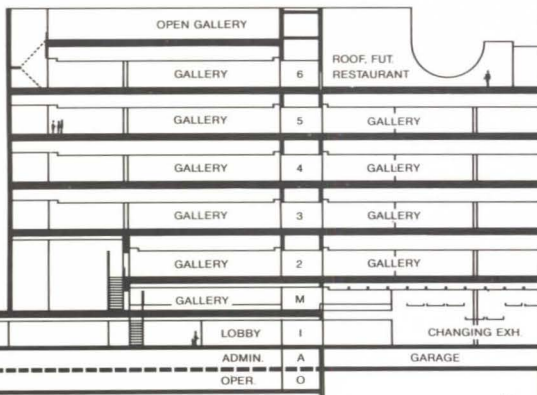 OPEN GALLERY
ROOF, FUT.
GALLERY 6 RESTAURANT
GALLERY 5 GALLERY
GALLERY 4 GALLERY
GALLERY 3 GALLERY
GALLERY 2 GALLERY
GALLERY M
LOBBY I CHANGING EXH.
ADMIN. A GARAGE
OPER. O